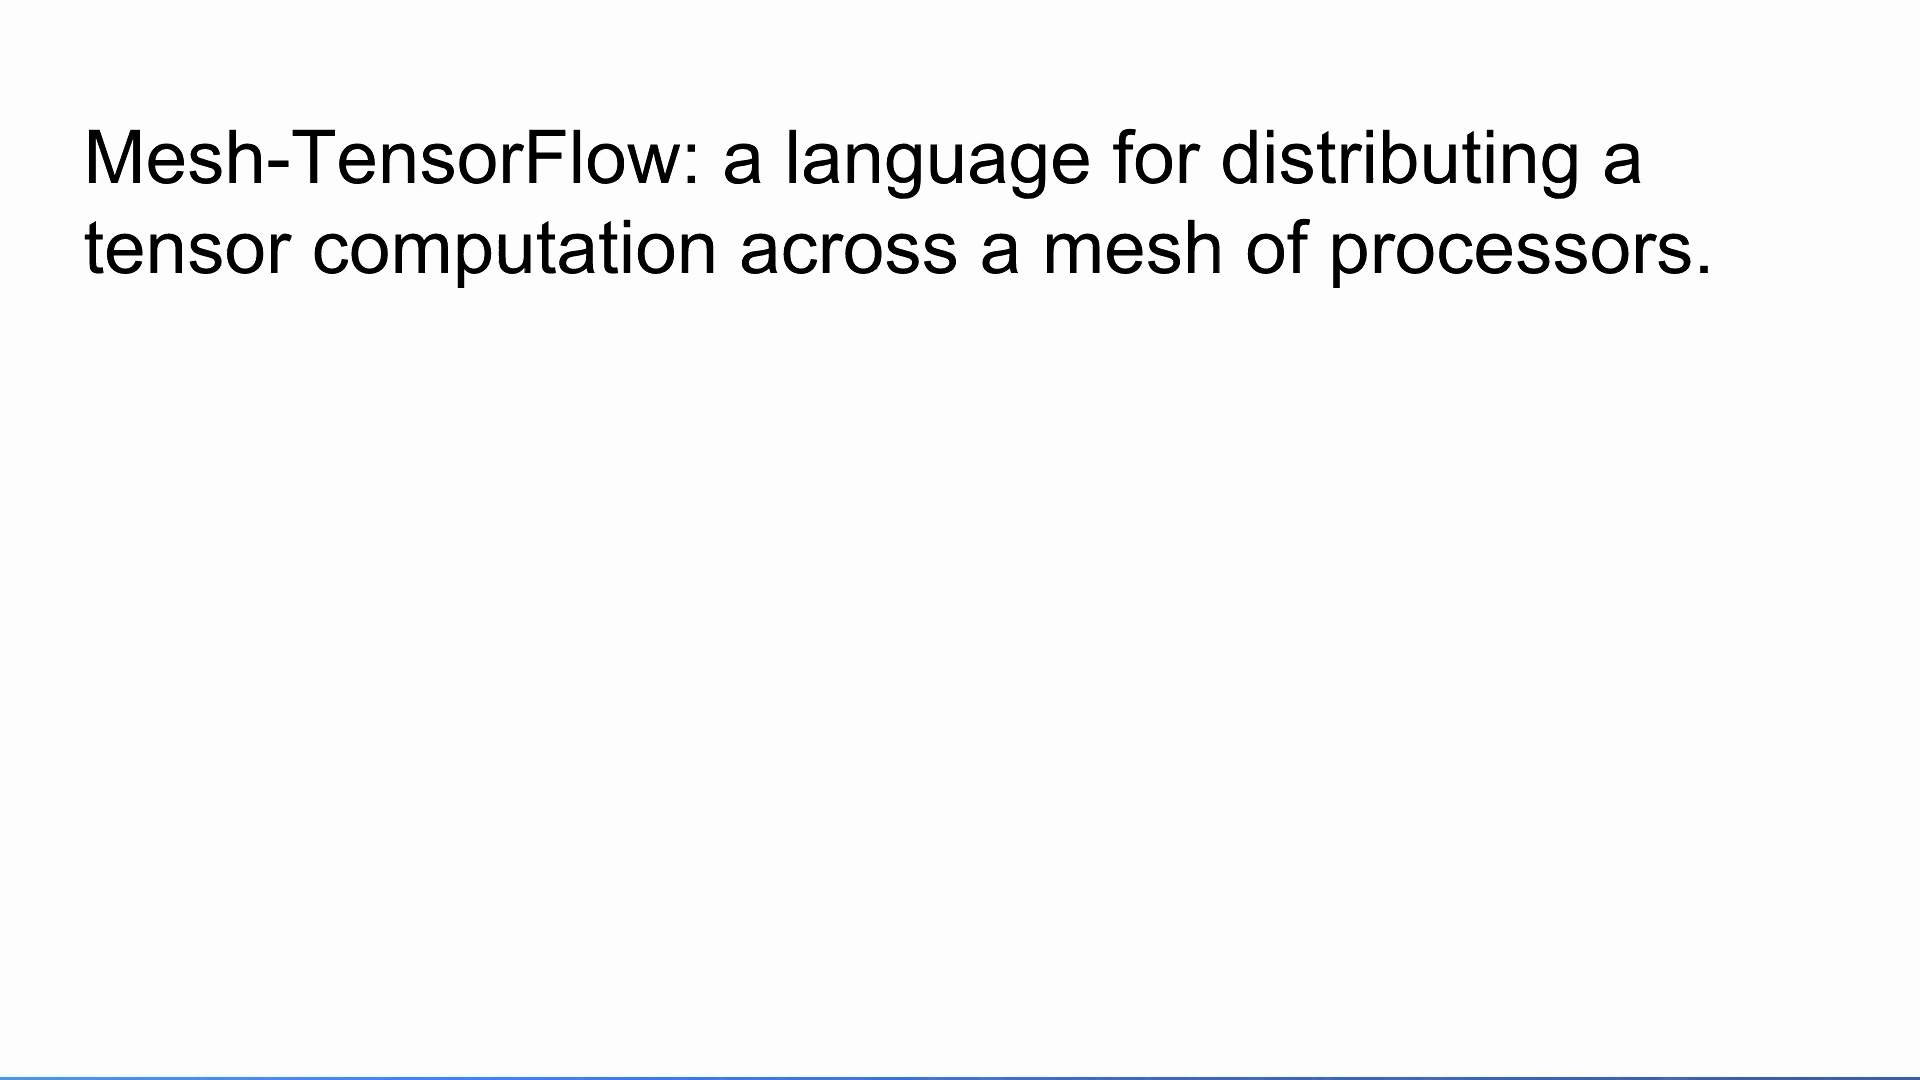 Mesh-TensorFlow: a language for distributing a
tensor computation across a mesh of processors.